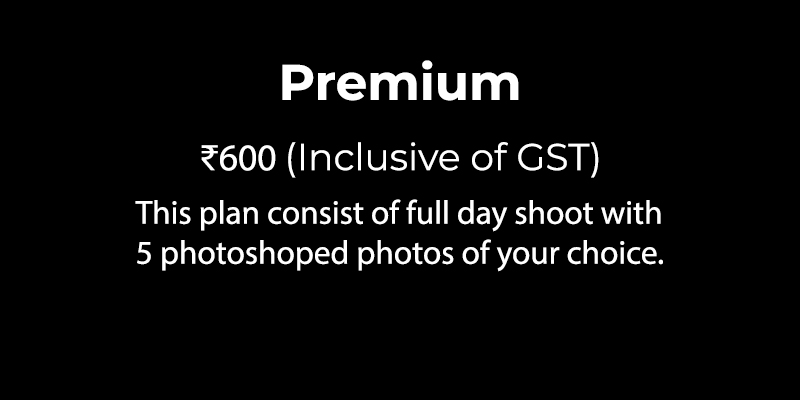 Premium
₹600 (Inclusive of GST)
This plan consist of full day shoot with
5 photoshoped photos of your choice.